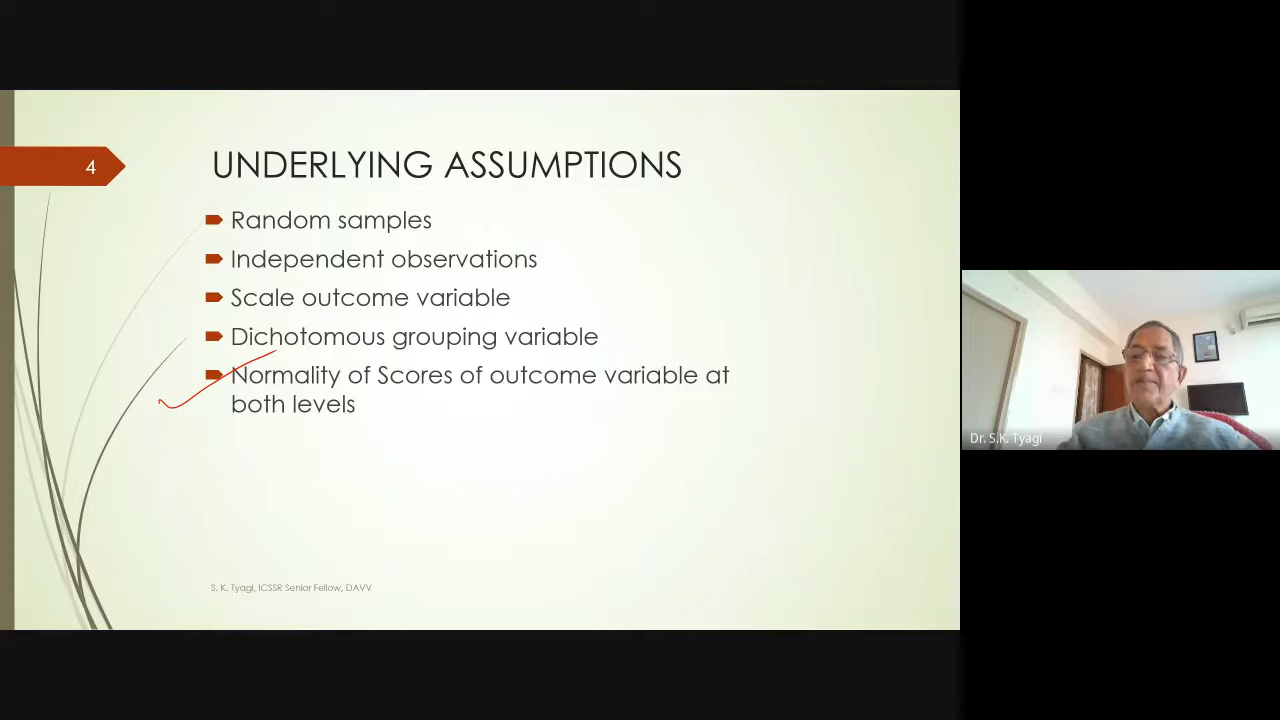 4
UNDERLYING ASSUMPTIONS
Random samples
Independent observations
Scale outcome variable
Dichotomous grouping variable
Normality of Scores of outcome variable at
both levels
S. K. Tyagi, ICSSR Senior Fellow, DAVV
Dr. S.K. Tyagi